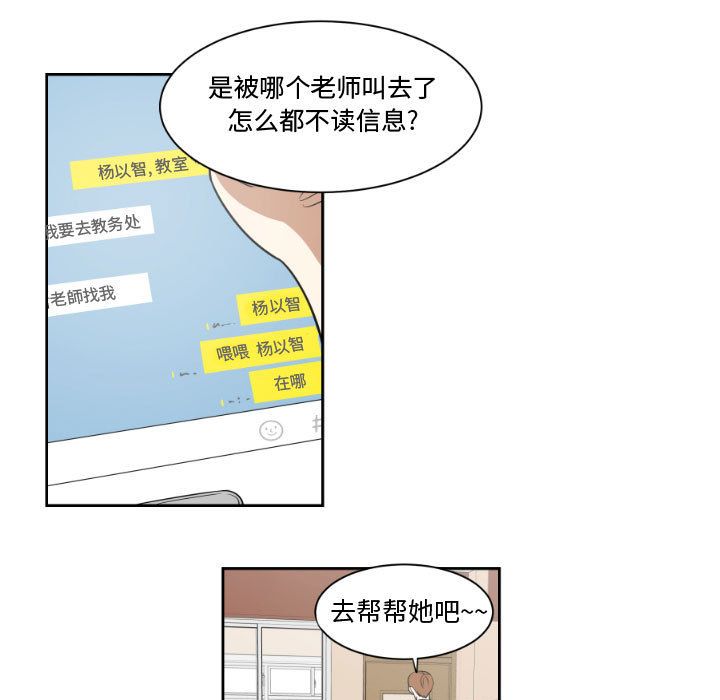 是被哪个老师叫去了
怎么都不读信息?
杨以智,教室
我要去教务处
老師找我
杨以智
喂喂 杨以智
在哪
#
去帮帮她吧~~